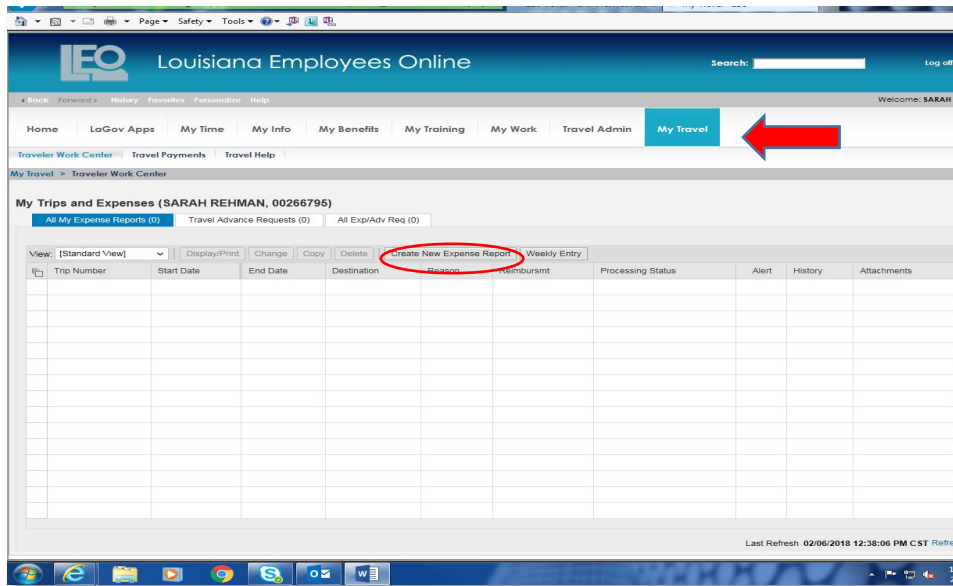 Page Safety Tools
LEO Louisiana Employees Online Search: Log off
Back Forward History Favorites Personalize Help Welcome: SARAH
Home LaGov Apps My Time My Info My Benefits My Training My Work Travel Admin My Travel
Traveler Work Center Travel Payments Travel Help
My Travel > Traveler Work Center
My Trips and Expenses (SARAH REHMAN, 00266795)
All My Expense Reports (0) Travel Advance Requests (0) All Exp/Adv Req (0)
View: [Standard View] Display/Print Change Copy Delete Create New Expense Report Weekly Entry
Trip Number Start Date End Date Destination Reason Reimbursmt Processing Status Alert History Attachments
Last Refresh 02/06/2018 12:38:06 PM CST Refre